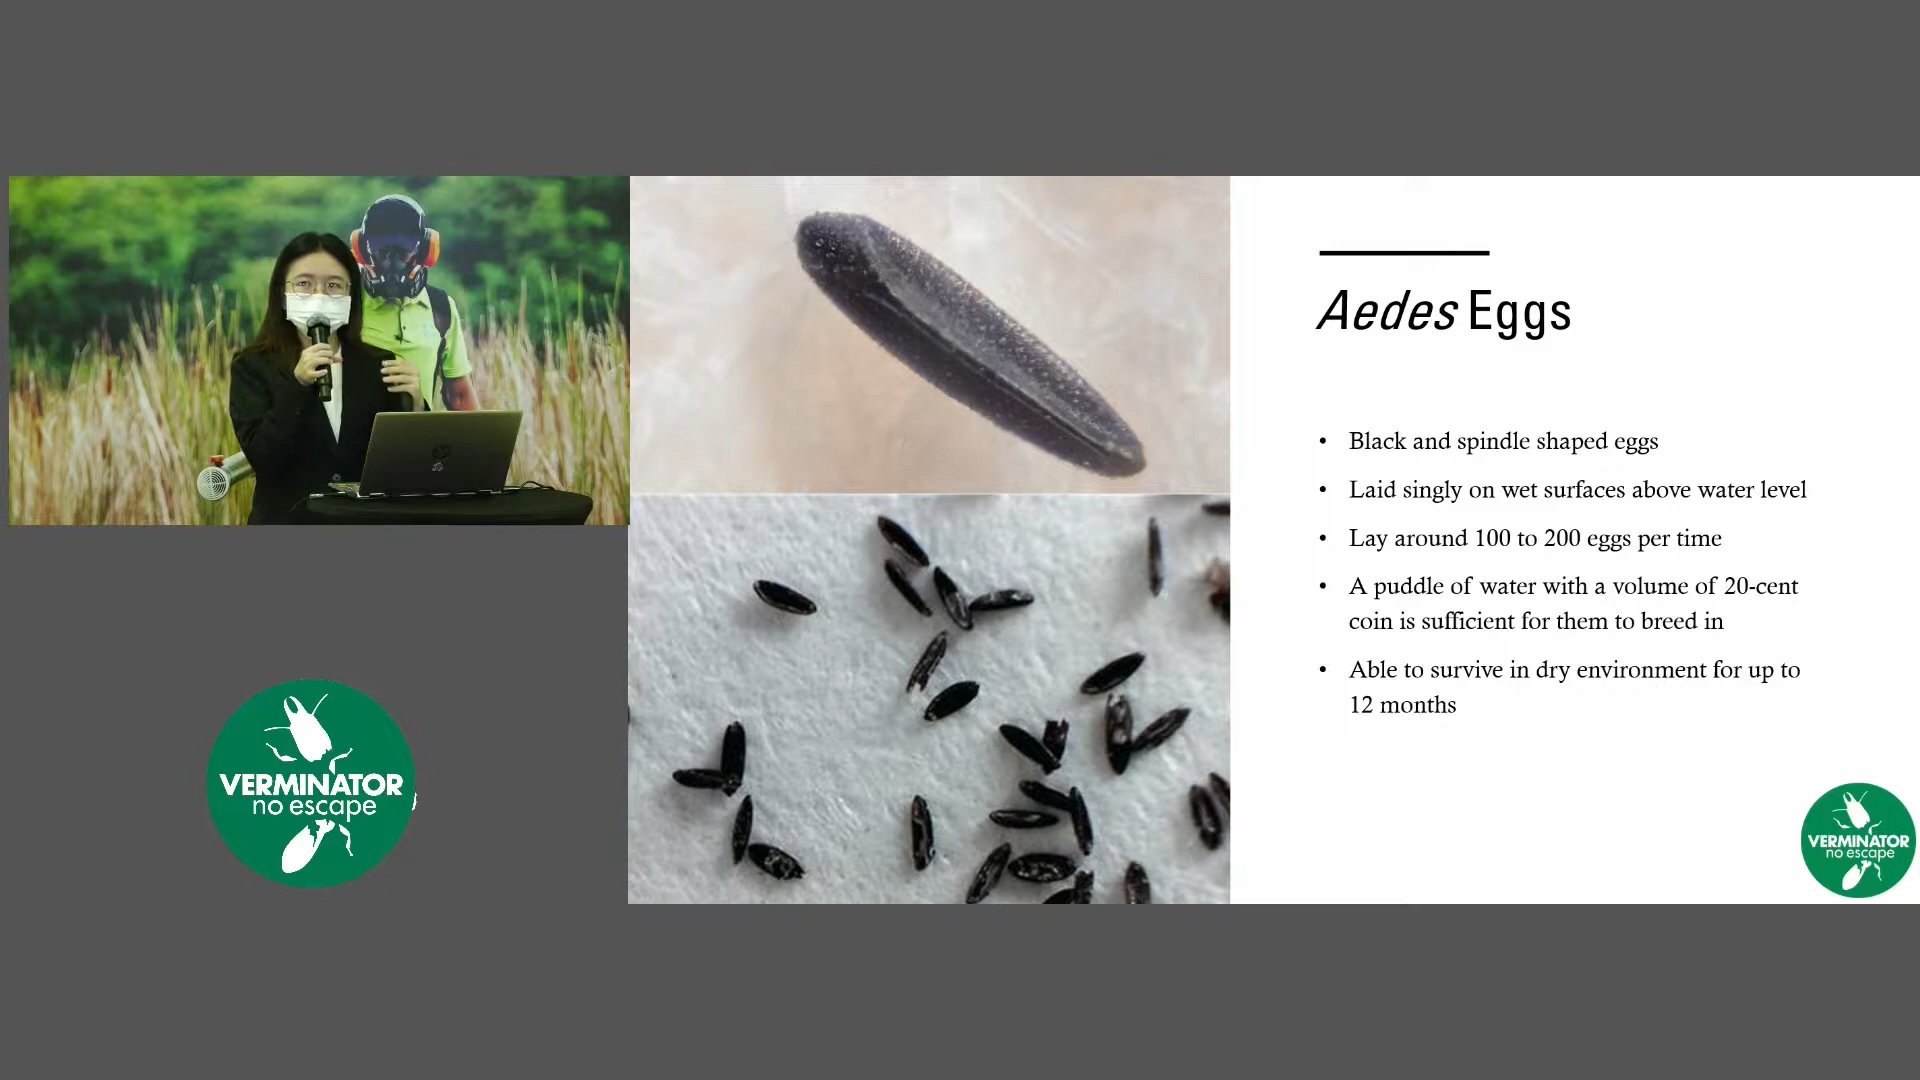 VERMINATOR
no escape
Aedes Eggs
• Black and spindle shaped eggs
• Laid singly on wet surfaces above water level
• Lay around 100 to 200 eggs per time
• A puddle of water with a volume of 20-cent
coin is sufficient for them to breed in
• Able to survive in dry environment for up to
12 months
VERMINATOR
no escape